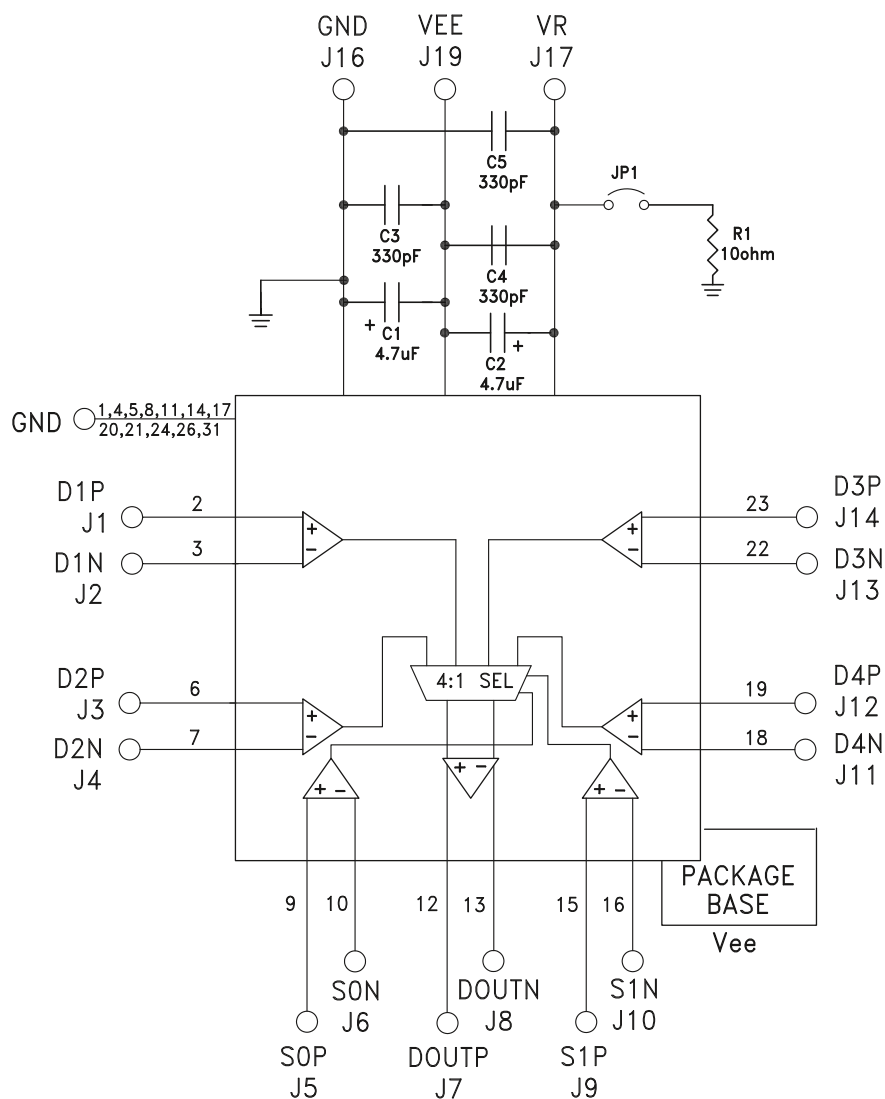 GND VEE VR
J16 J19 J17
C5
330pF
JP1
C3
330pF
R1
10ohm
C4
330pF
+ C1
4.7uF
+
C2
4.7uF
GND 1,4,5,8,11,14,17
20,21,24,26,31
D1P
J1
2
D1N
J2
3
+
−
23
D3P
J14
22
D3N
J13
+
−
D2P
J3
6
D2N
J4
7
+
−
4:1 SEL
19
D4P
J12
18
D4N
J11
+
−
+ −
+ −
+ −
PACKAGE
BASE
Vee
9 10 12 13 15 16
S0N
J6
DOUTN
J8
S1N
J10
S0P
J5
DOUTP
J7
S1P
J9